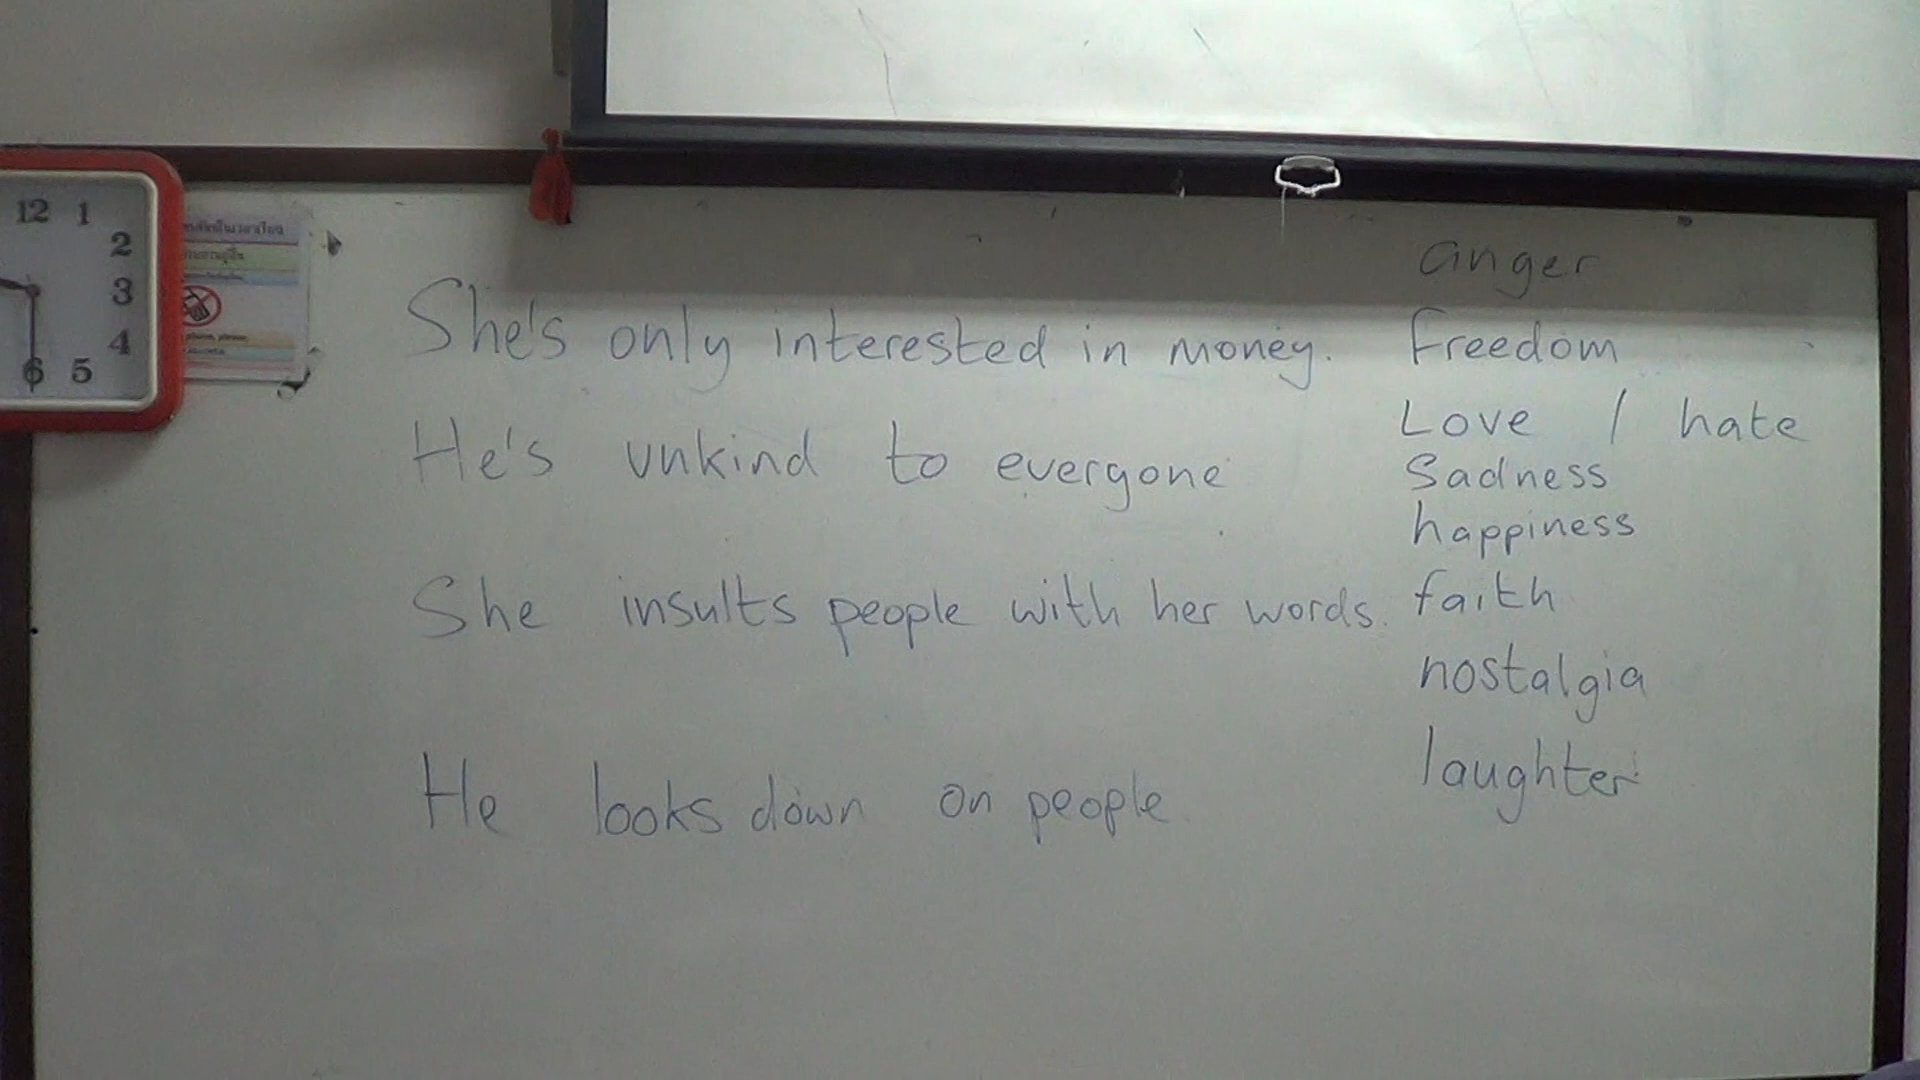 12 1
2
3
4
5
6
anger
She's only interested in money. Freedom
Love / hate
He's unkind to everyone
Sadness
happiness
She insults people with her words. faith
nostalgia
laughter
He looks down on people